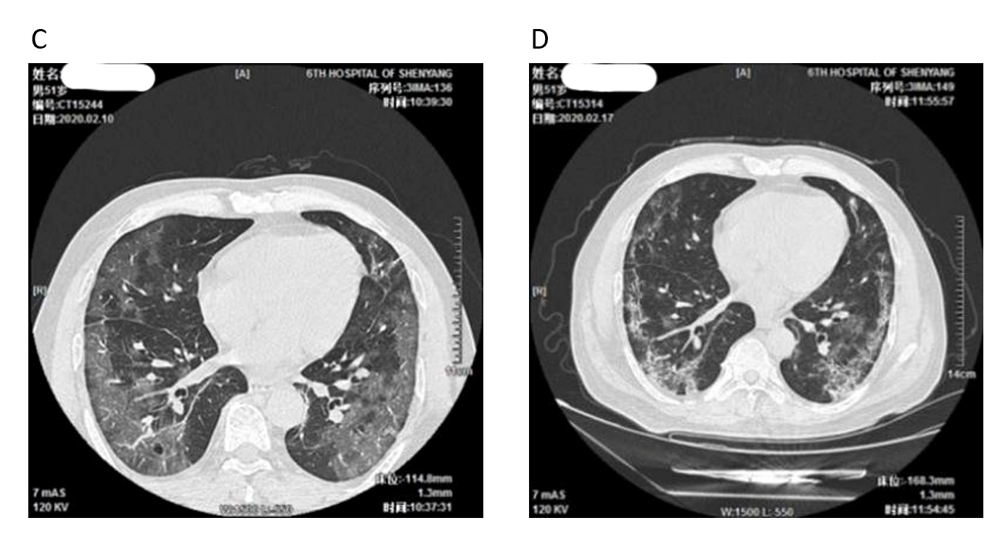 C
姓名:
男51岁
编号:CT15244
日期:2020.02.10
[A]
6TH HOSPITAL OF SHENYANG
序列号:3IMA:136
时间:10:39:30
[R]
11cm
7 mAS
120 KV
W:1500 L:-550
床位:-114.8mm
1.3mm
时间:10:37:31
D
姓名:
男51岁
编号:CT15314
日期:2020.02.17
[A]
6TH HOSPITAL OF SHENYANG
序列号:3IMA:149
时间:11:55:57
[R]
14cm
7 mAS
120 KV
W:1500 L:-550
床位:-168.3mm
1.3mm
时间:11:54:45